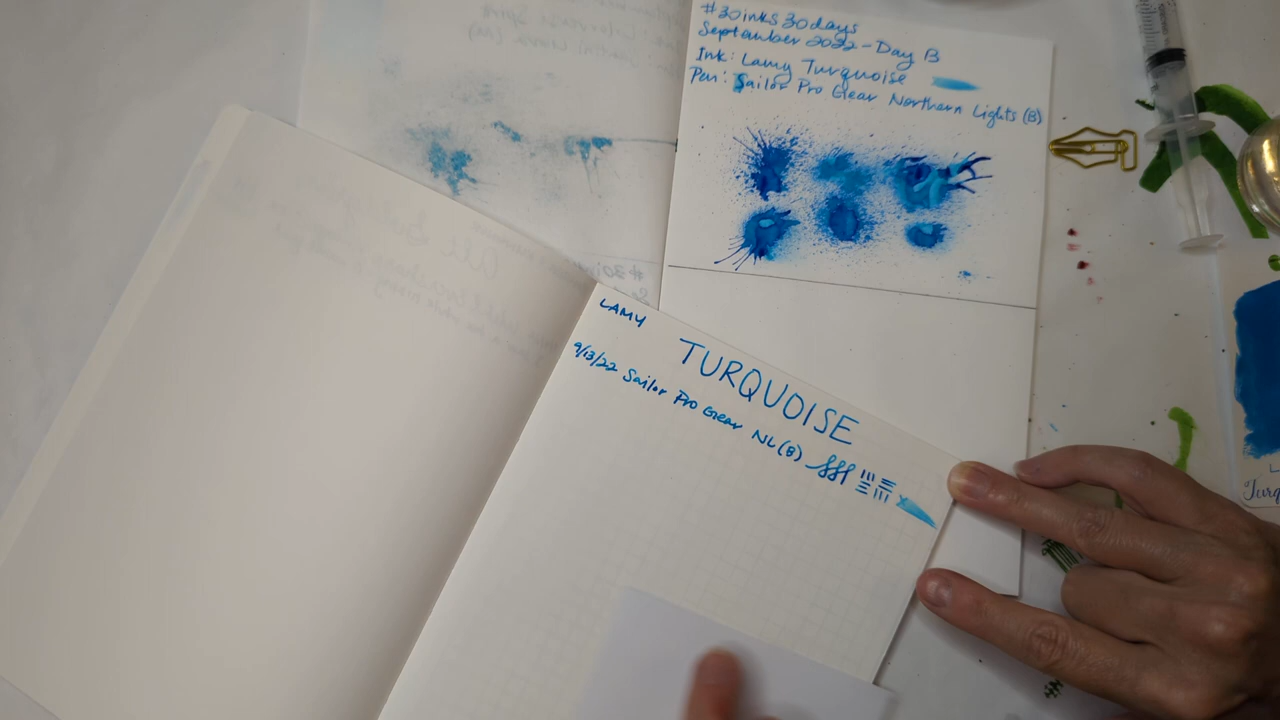 #30inks30days
September 2022 - Day 13
Ink: Lamy Turquoise
Pen: Sailor Pro Gear Northern Lights (B)
LAMY
TURQUOISE
9/13/22 Sailor Pro Gear NL (B)
#30in